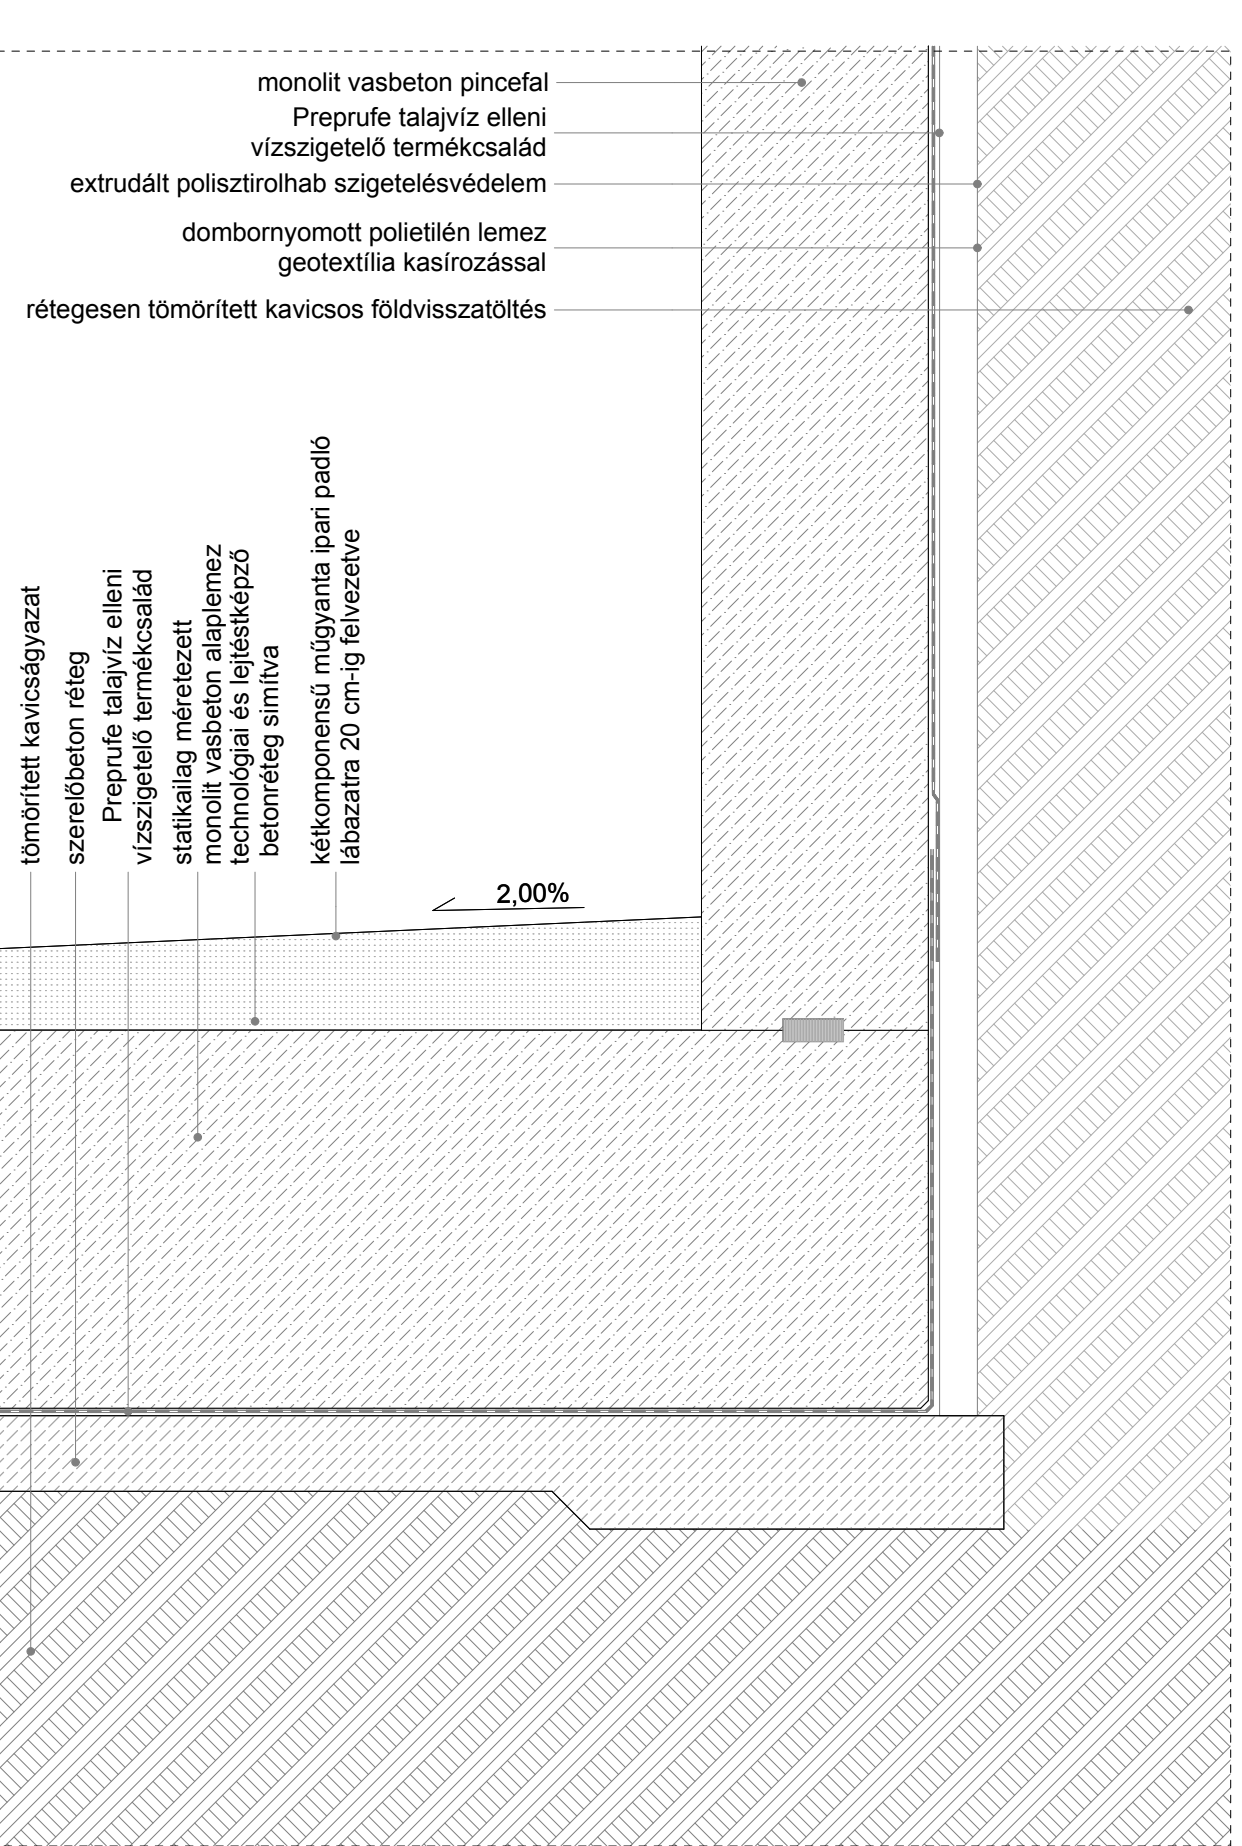 monolit vasbeton pincefal
Preprufe talajvíz elleni
vízszigetelő termékcsalád
extrudált polisztirolhab szigetelésvédelem
dombornyomott polietilén lemez
geotextília kasírozással
rétegesen tömörített kavicsos földvisszatöltés
tömörített kavicságyazat
szerelőbeton réteg
Preprufe talajvíz elleni
vízszigetelő termékcsalád
statikailag méretezett
monolit vasbeton alaplemez
technológiai és lejtéstképző
betonréteg simítva
kétkomponensű műgyanta ipari padló
lábazatra 20 cm-ig felvezetve
2,00%